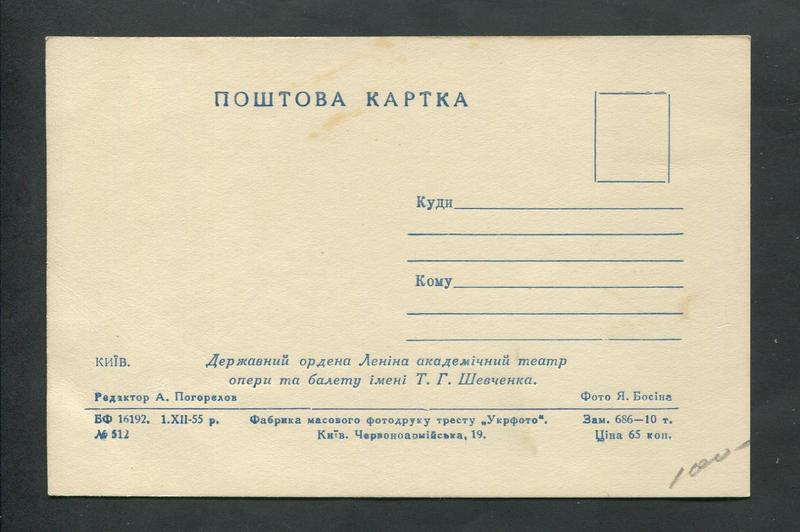 ПОШТОВА КАРТКА
Куди
Кому
КИЇВ. Державний ордена Леніна академічний театр
опери та балету імені Т. Г. Шевченка.
Редактор А. Погорелов Фото Я. Босіна
БФ 16192. 1.XII-55 р. Фабрика масового фотодруку тресту „Укрфото“. Зам. 686—10 т.
№ 512 Київ. Червоноармійська, 19. Ціна 65 коп.